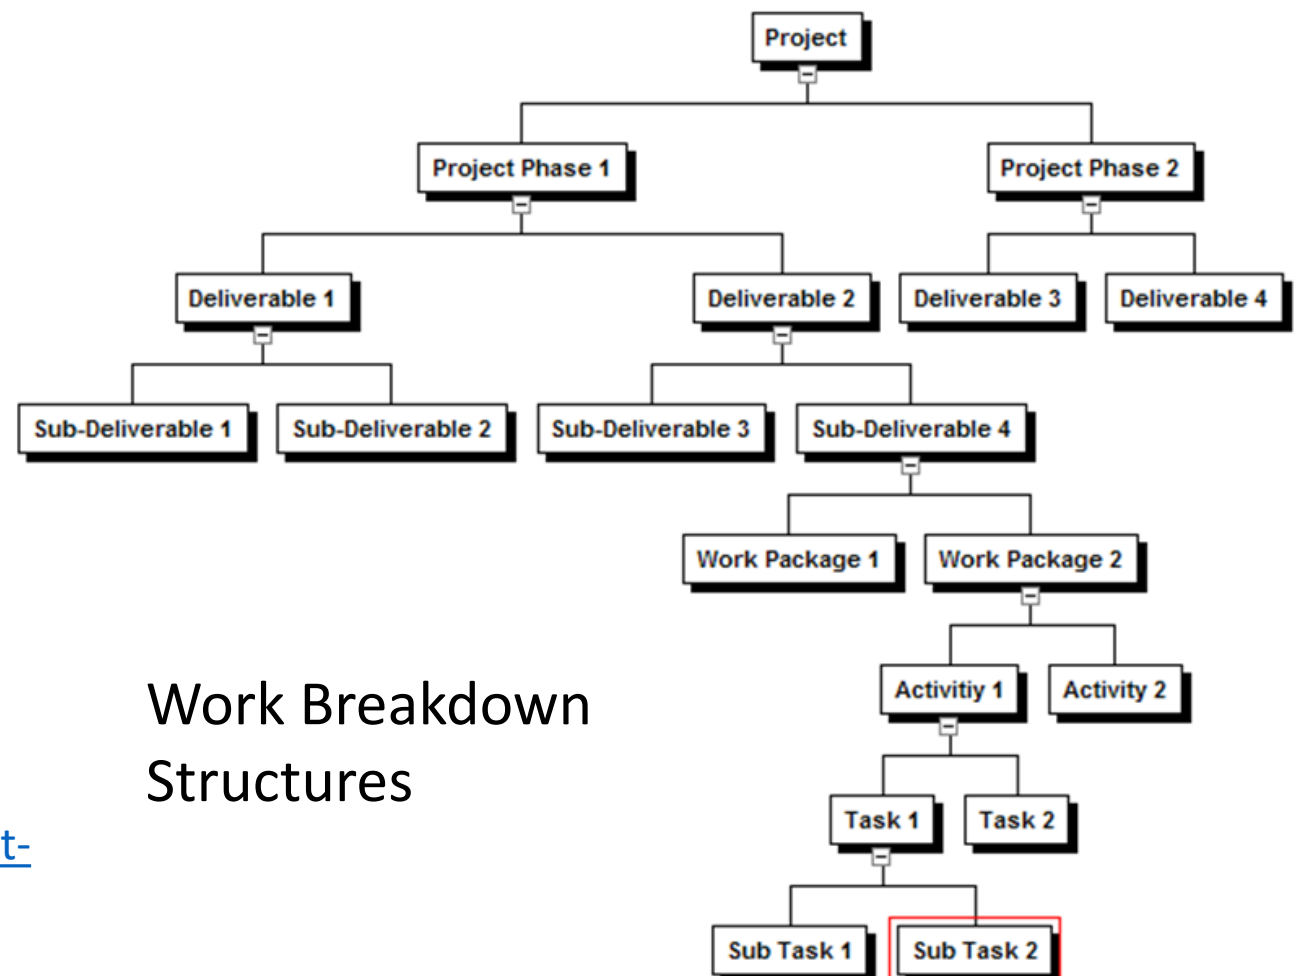 Project
Project Phase 1
Project Phase 2
Deliverable 1
Deliverable 2
Deliverable 3
Deliverable 4
Sub-Deliverable 1
Sub-Deliverable 2
Sub-Deliverable 3
Sub-Deliverable 4
Work Package 1
Work Package 2
Activitiy 1
Activity 2
Work Breakdown
Structures
Task 1
Task 2
t-
Sub Task 1
Sub Task 2